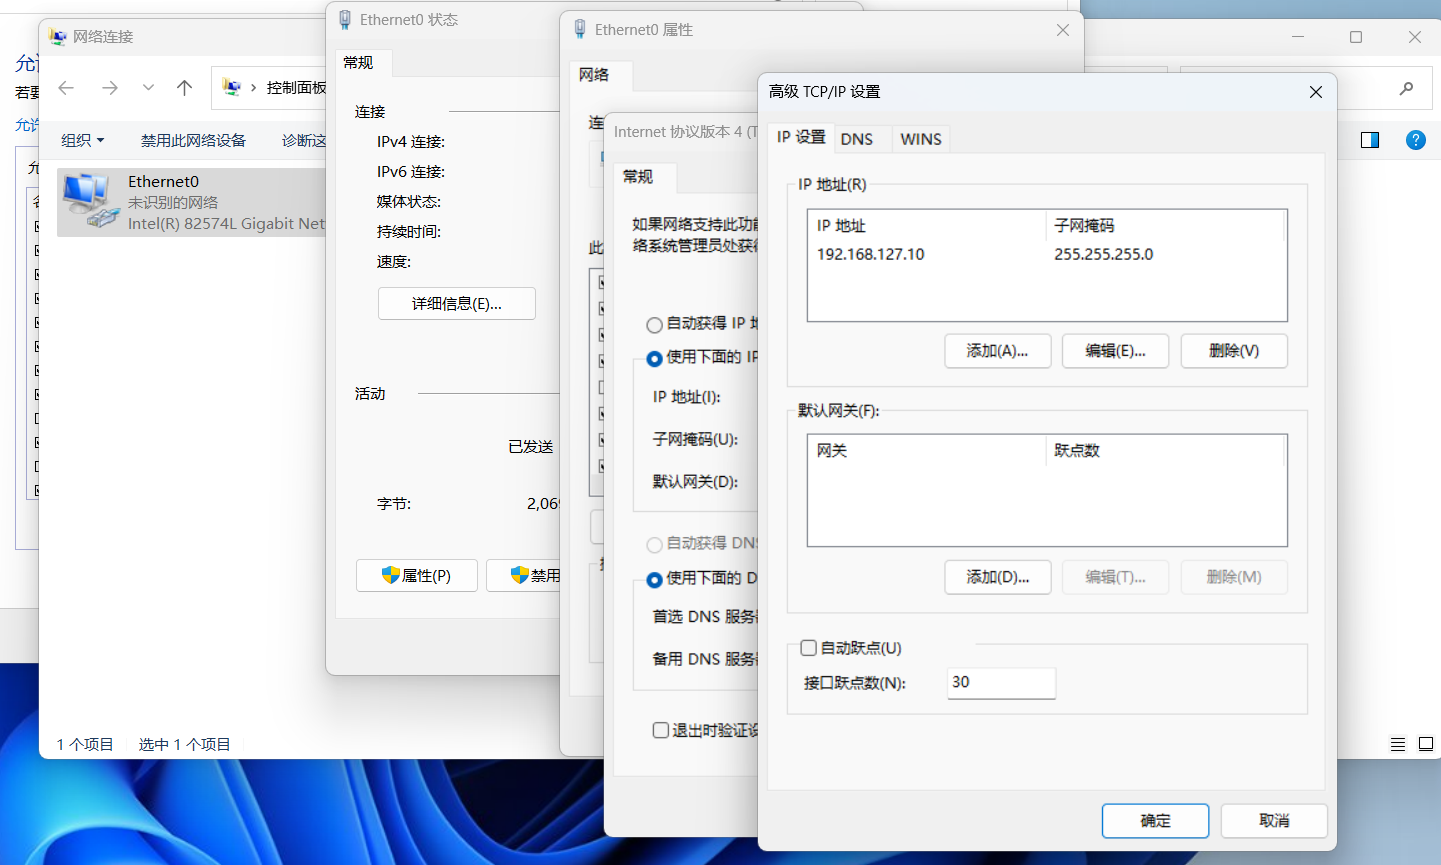 网络连接
控制面板
组织
禁用此网络设备
诊断这
Ethernet0
未识别的网络
Intel(R) 82574L Gigabit Net
1 个项目
选中 1 个项目
Ethernet0 状态
常规
连接
IPv4 连接:
IPv6 连接:
媒体状态:
持续时间:
速度:
详细信息(E)...
活动
已发送
字节:
2,06
属性(P)
禁用
Ethernet0 属性
网络
连
此
Internet 协议版本 4 (T
常规
如果网络支持此功能
络系统管理员处获得
自动获得 IP 地
使用下面的 IP
IP 地址(I):
子网掩码(U):
默认网关(D):
自动获得 DNS
使用下面的 D
首选 DNS 服务器
备用 DNS 服务器
退出时验证设
高级 TCP/IP 设置
IP 设置
DNS
WINS
IP 地址(R)
IP 地址
子网掩码
192.168.127.10
255.255.255.0
添加(A)...
编辑(E)...
删除(V)
默认网关(F):
网关
跃点数
添加(D)...
编辑(T)...
删除(M)
自动跃点(U)
接口跃点数(N):
30
确定
取消